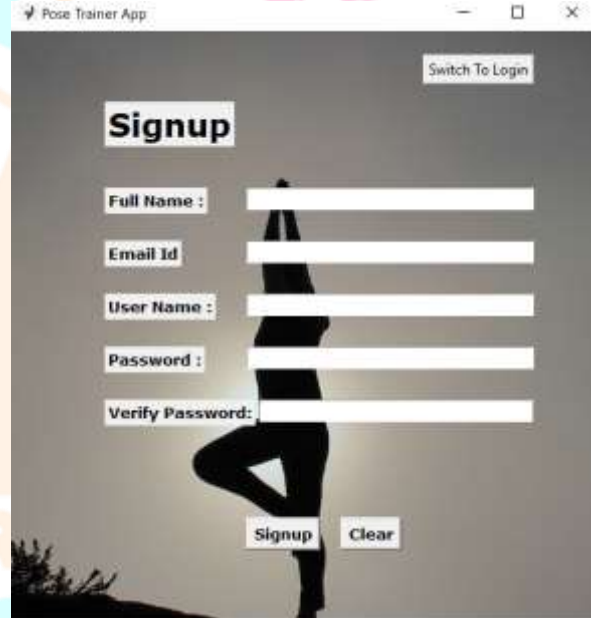 Pose Trainer App
Switch To Login
Signup
Full Name :
Email Id
User Name :
Password :
Verify Password:
Signup Clear